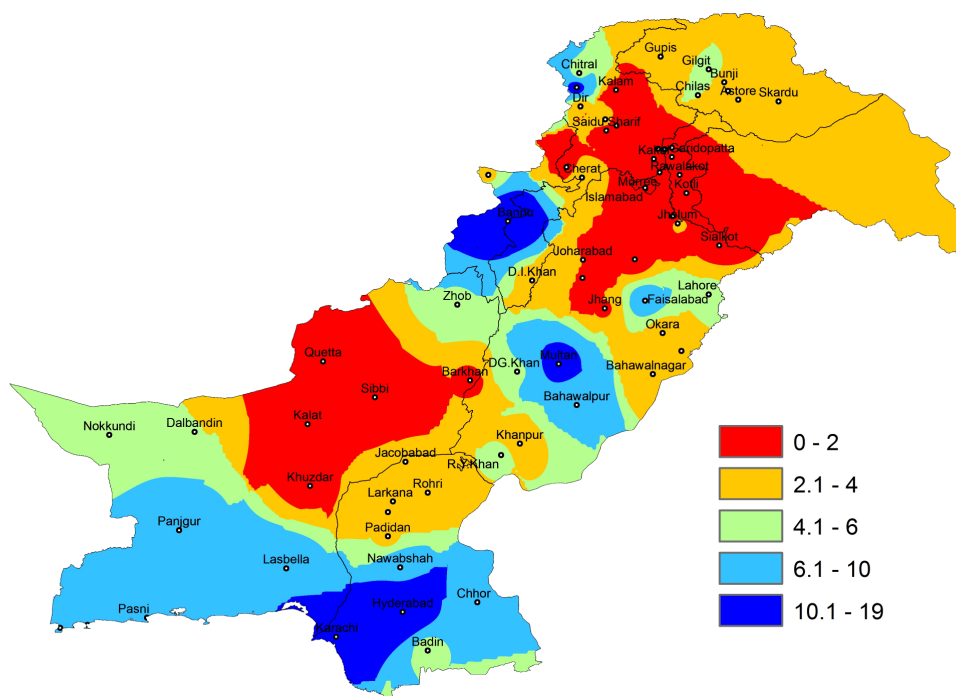 Gupis
Chitral
Gilgit
Bunji
Kalam
Chilas
Astore
Skardu
Dir
Saidu Sharif
Garidopatta
Cherat
Rawalakot
Murree
Kotli
Islamabad
Bannu
Jhelum
Sialkot
Joharabad
D.I.Khan
Zhob
Lahore
Jhang
Faisalabad
Okara
Quetta
DG.Khan
Multan
Barkhan
Bahawalnagar
Sibbi
Bahawalpur
Kalat
Nokkundi
Dalbandin
Khanpur
Jacobabad
R.Y.Khan
Khuzdar
Larkana
Rohri
Panjgur
Padidan
Lasbella
Nawabshah
Pasni
Hyderabad
Chhor
Karachi
Badin
0 - 2
2.1 - 4
4.1 - 6
6.1 - 10
10.1 - 19